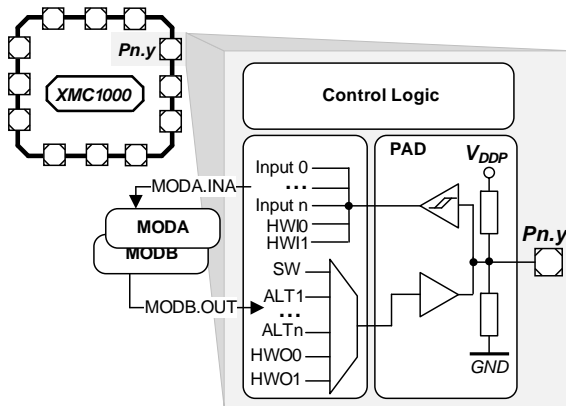 Pn.y
XMC1000
Control Logic
PAD
VDDP
Input 0
...
Input n
HWI0
HWI1
MODA.INA
MODA
MODB
MODB.OUT
SW
ALT1
...
ALTn
HWO0
HWO1
Pn.y
GND